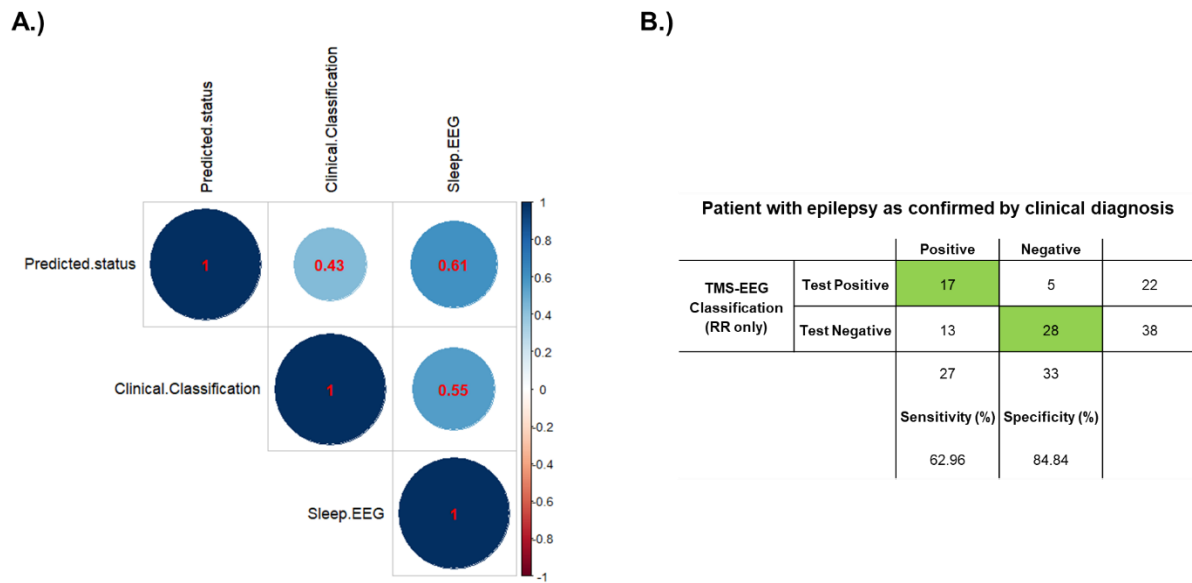 A.)
Predicted.status
Clinical.Classification
Sleep.EEG
Predicted.status
1
0.43
0.61
Clinical.Classification
1
0.55
Sleep.EEG
1
1
0.8
0.6
0.4
0.2
0
-0.2
-0.4
-0.6
-0.8
-1
B.)
Patient with epilepsy as confirmed by clinical diagnosis
Positive Negative
TMS-EEG
Classification
(RR only)
Test Positive 17 5 22
Test Negative 13 28 38
27 33
Sensitivity (%) Specificity (%)
62.96 84.84